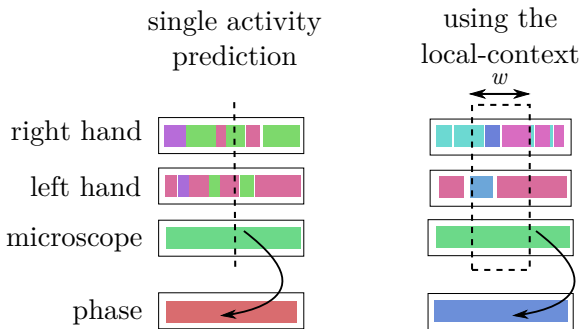 single activity
prediction
using the
local-context
w
right hand
left hand
microscope
phase